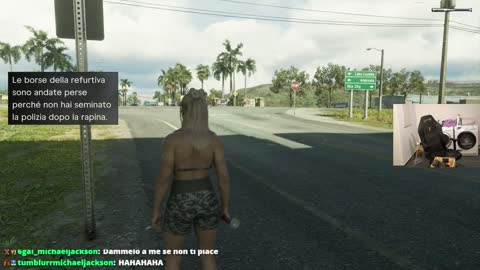 Le borse della refurtiva
sono andate perse
perché non hai seminato
la polizia dopo la rapina.
6gai_michaeljackson: Dammelo a me se non ti piace
tumblurrmichaeljackson: HAHAHAHA